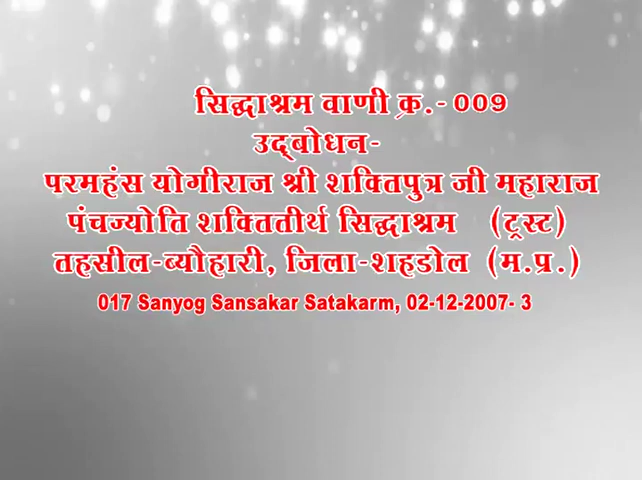 सिद्धाश्रम वाणी क्र.- 009
उद्बोधन-
परमहंस योगीराज श्री शक्तिपुत्र जी महाराज
पंचज्योति शक्तितीर्थ सिद्धाश्रम (ट्रस्ट)
तहसील-ब्यौहारी, जिला-शहडोल (म.प्र.)
017 Sanyog Sansakar Satakarm, 02-12-2007- 3